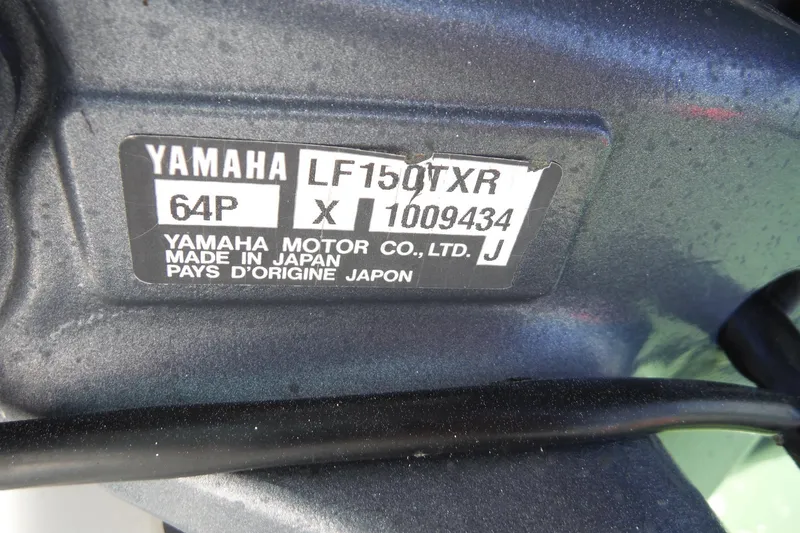 YAMAHA LF150TXR
64P X 1009434
YAMAHA MOTOR CO., LTD. J
MADE IN JAPAN
PAYS D'ORIGINE JAPON